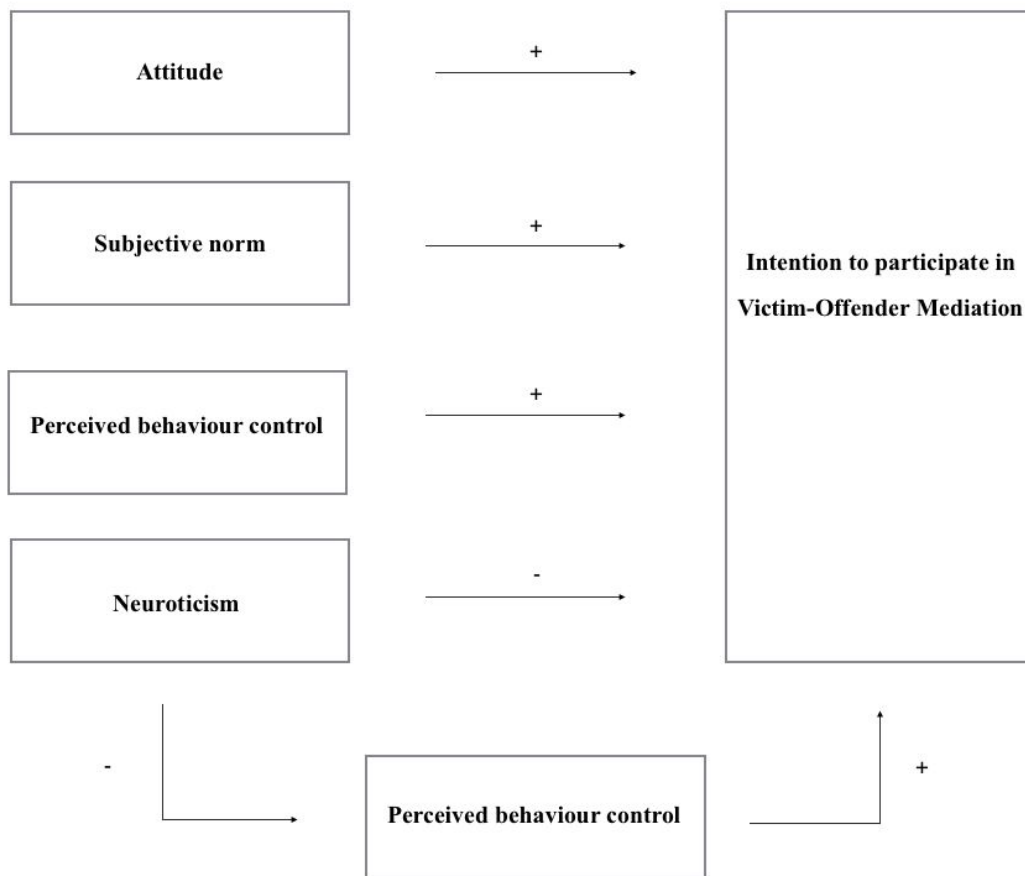 Attitude
+
Subjective norm
+
Intention to participate in
Victim-Offender Mediation
+
Perceived behaviour control
-
Neuroticism
-
+
Perceived behaviour control